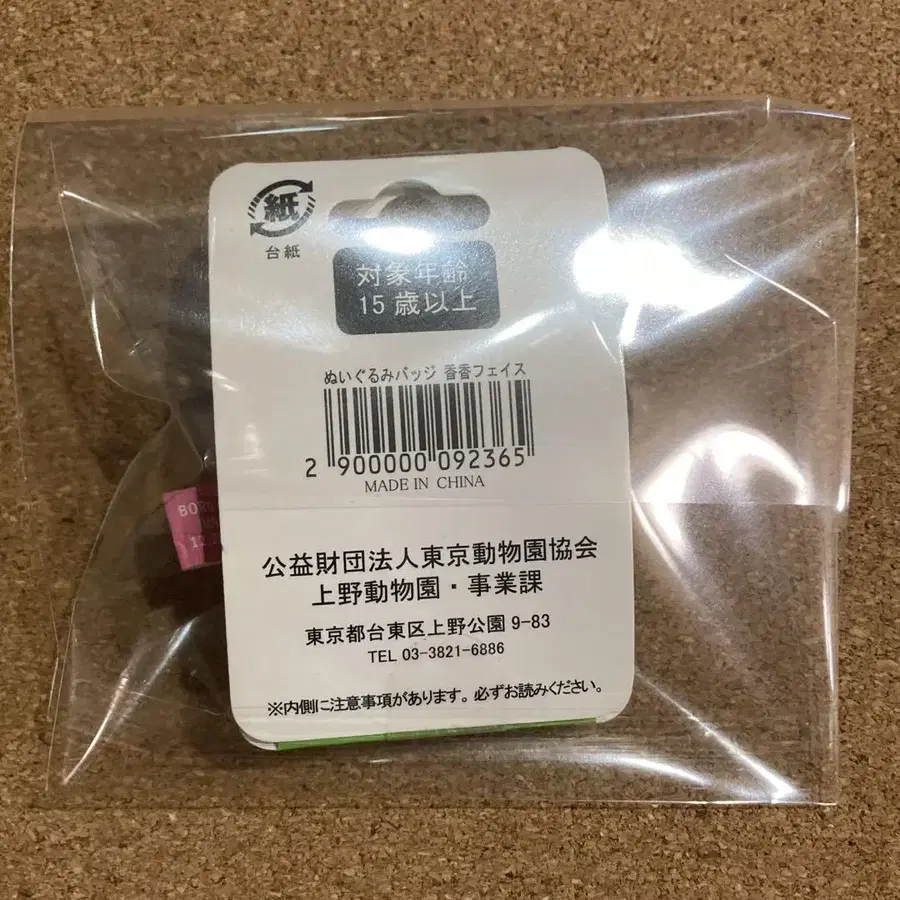 紙
台紙
対象年齢
15歳以上
ぬいぐるみバッジ 香香フェイス
2 900000 092365
MADE IN CHINA
公益財団法人東京動物園協会
上野動物園・事業課
東京都台東区上野公園 9-83
TEL 03-3821-6886
※内側に注意事項があります。必ずお読みください。